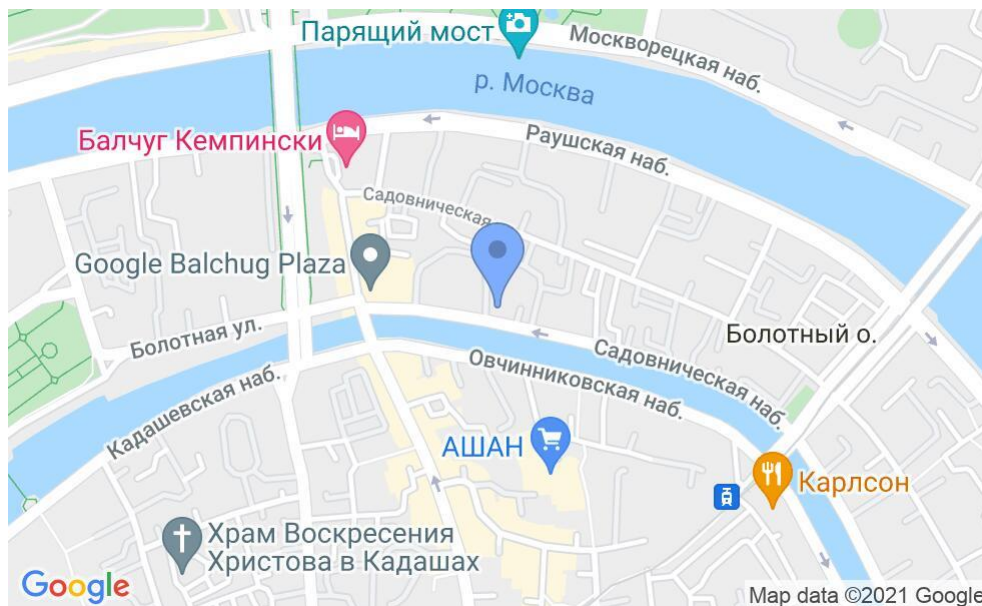 Парящий мост
Москворецкая наб.
р. Москва
Балчуг Кемпински
Раушская наб.
Садовническая
Google Balchug Plaza
Болотная ул.
Болотный о.
Садовническая наб.
Овчинниковская наб.
Кадашевская наб.
АШАН
Карлсон
Храм Воскресения
Христова в Кадашах
Google
Map data ©2021 Google